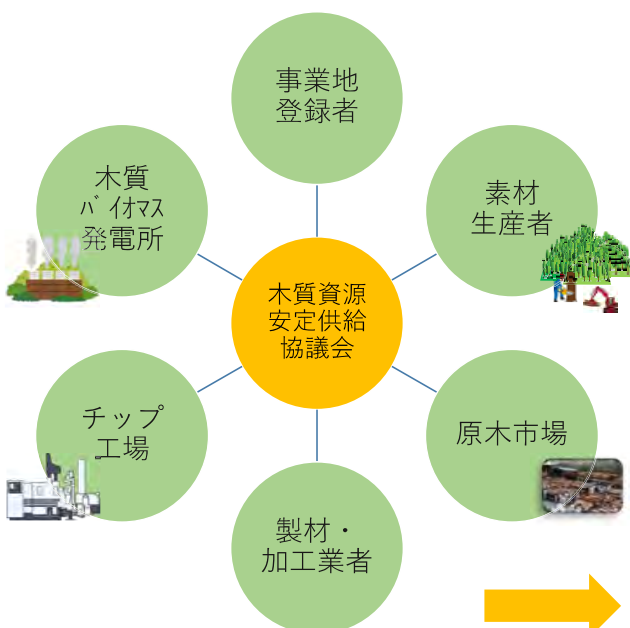 事業地
登録者
木質
バイオマス
発電所
素材
生産者
木質資源
安定供給
協議会
チップ
工場
原木市場
製材・
加工業者